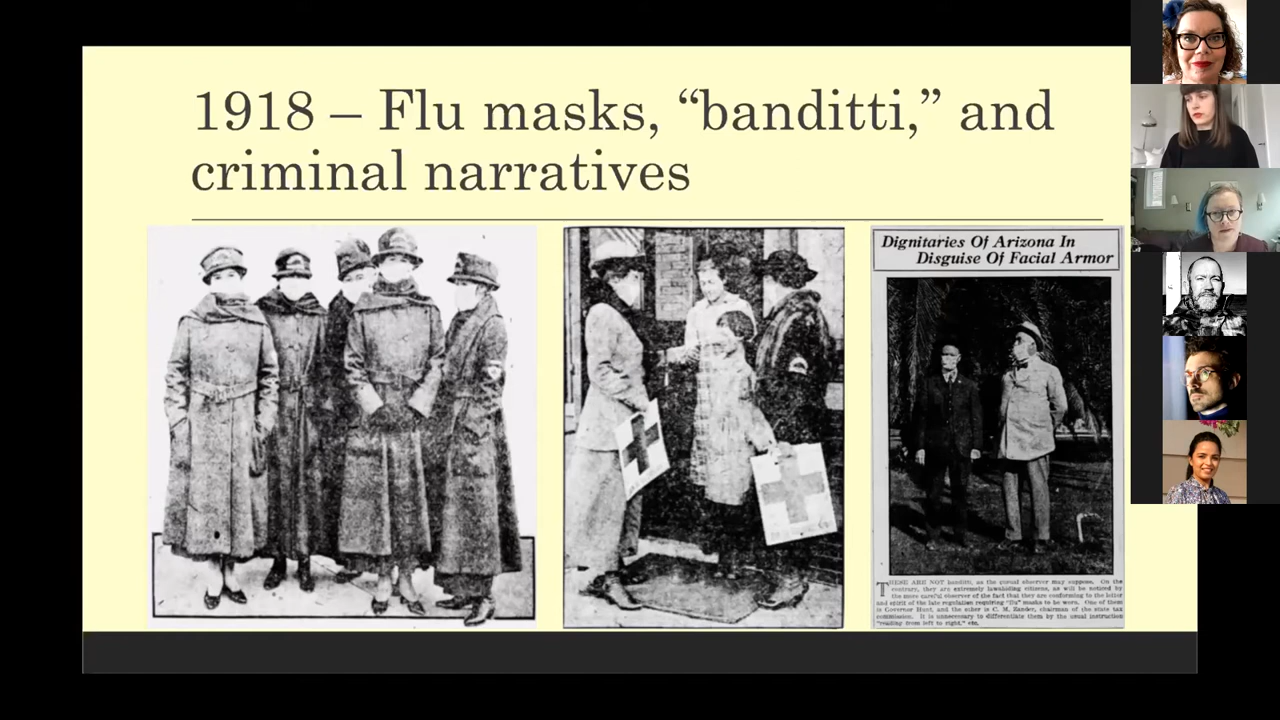 1918 – Flu masks, “banditti,” and
criminal narratives
Dignitaries Of Arizona In
Disguise Of Facial Armor
THESE ARE NOT banditti, as the casual observer may suppose. On the
contrary, they are extremely lawabiding citizens, as will be noticed by
the more careful observer of the fact that they are conforming to the letter
and spirit of the late regulation requiring "flu" masks to be worn. One of them
is Governor Hunt, and the other is C. M. Zander, chairman of the state tax
commission. It is unnecessary to differentiate them by the usual instruction
"reading from left to right," etc.